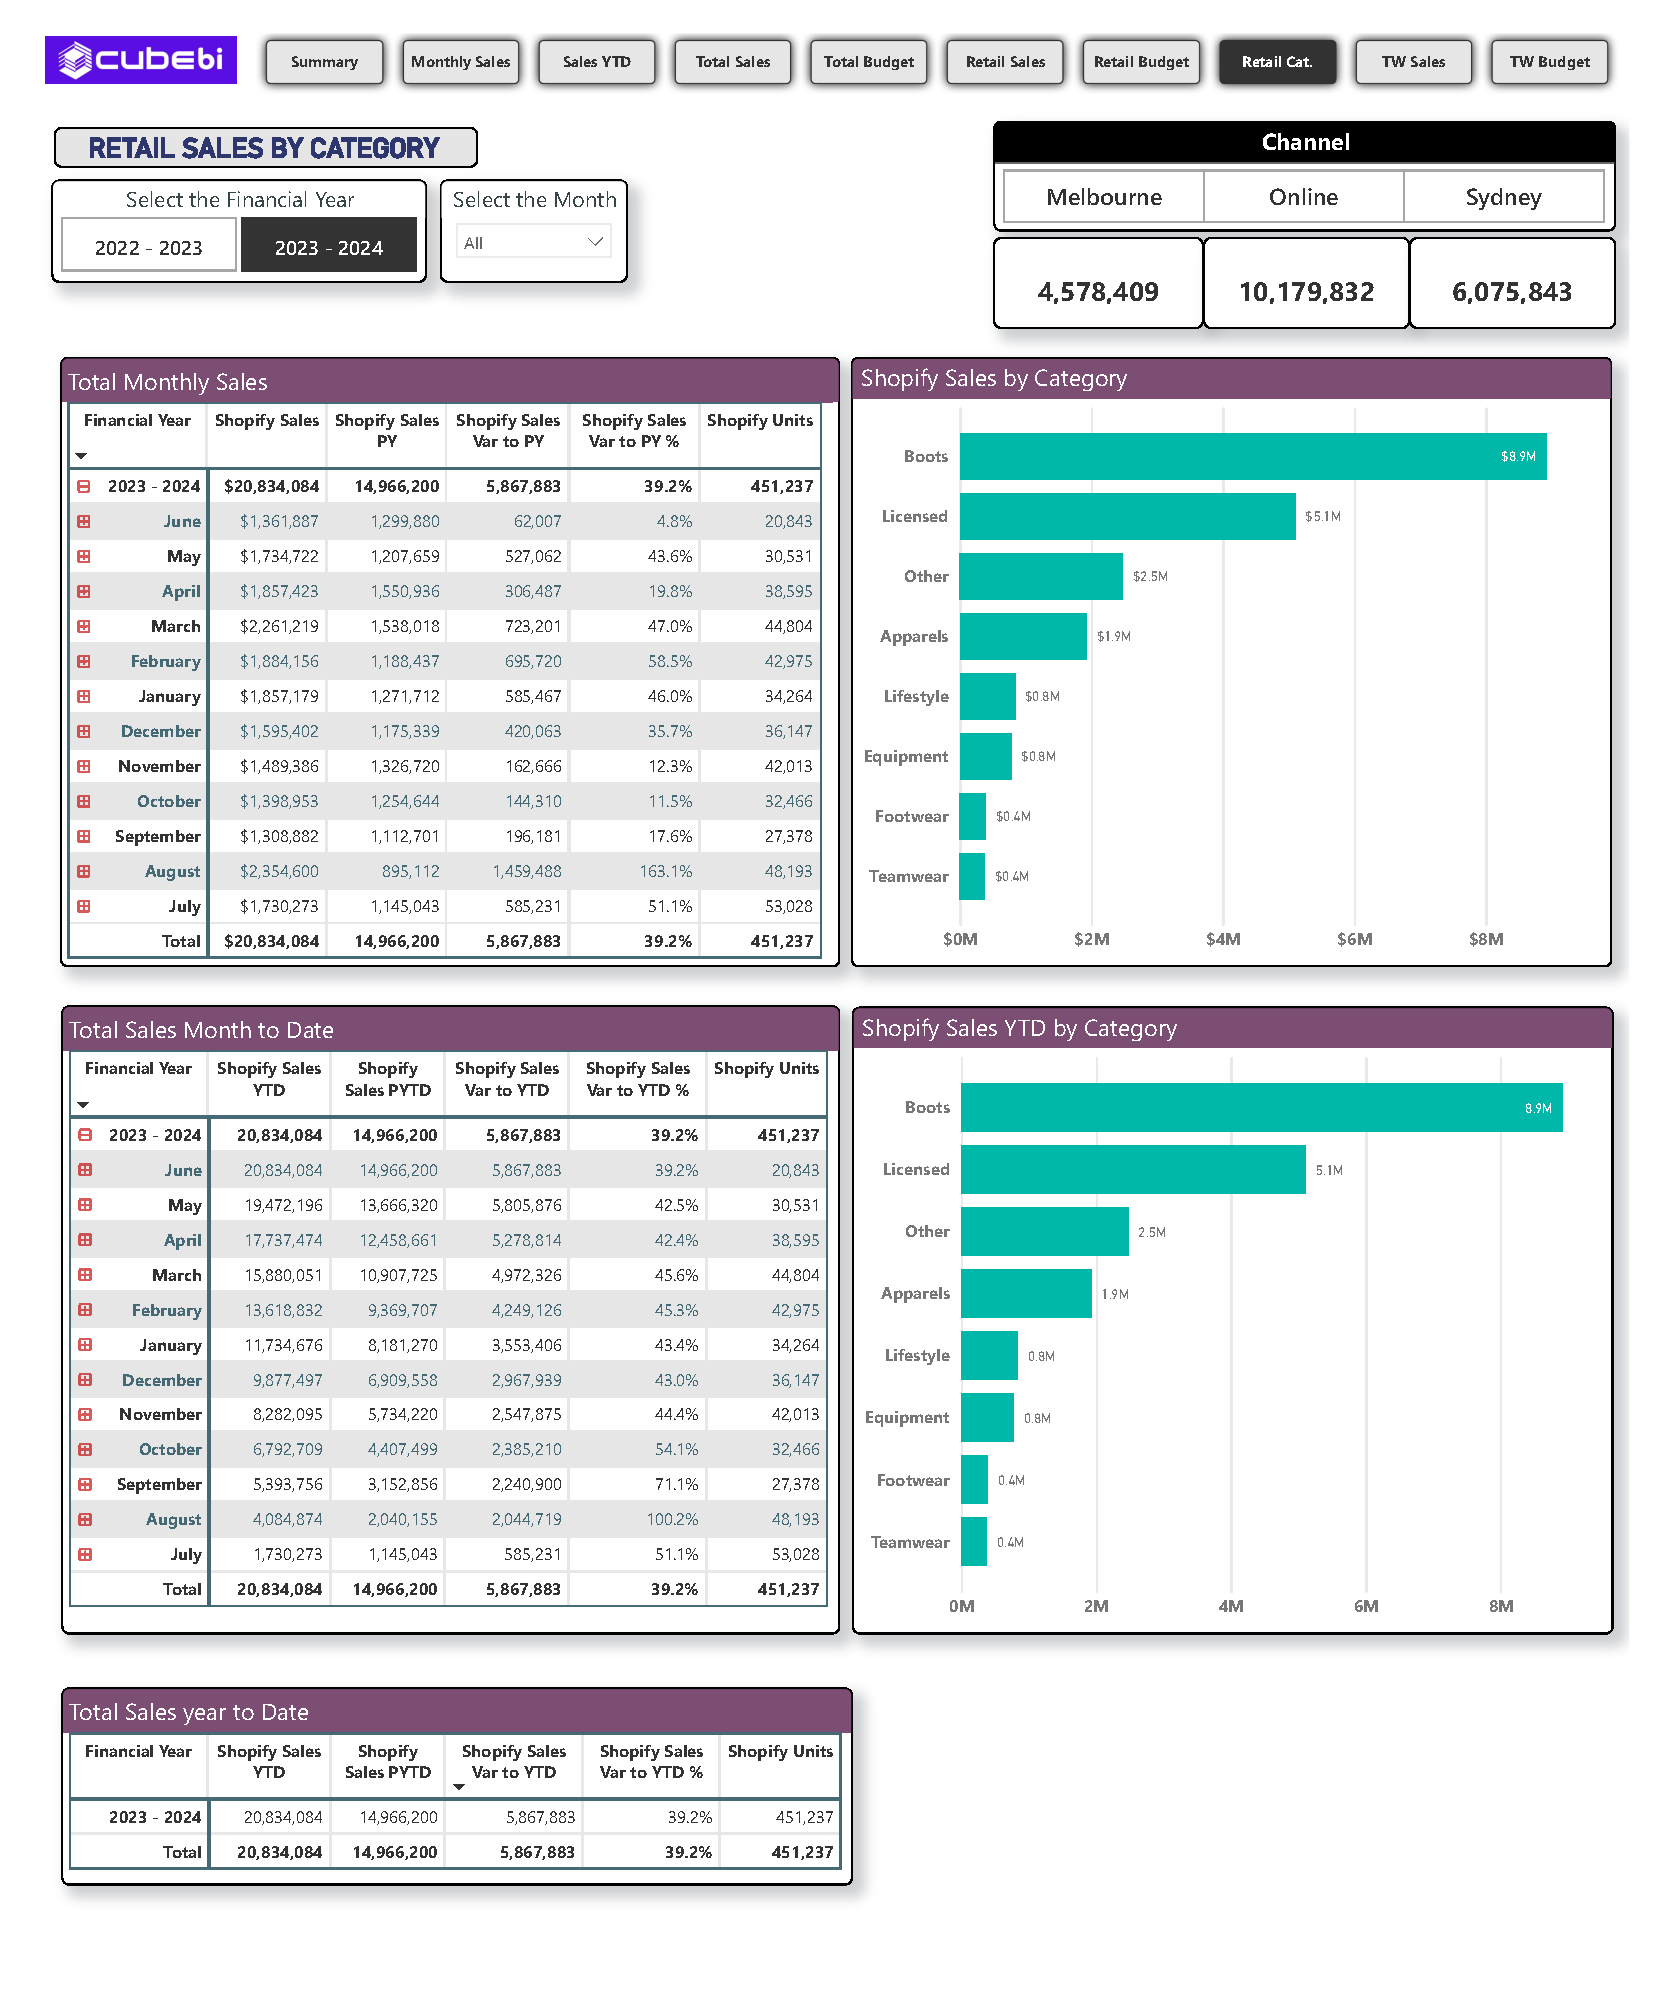 cubebi
Summary Monthly Sales Sales YTD Total Sales Total Budget Retail Sales Retail Budget Retail Cat. TW Sales TW Budget
RETAIL SALES BY CATEGORY
Select the Financial Year
2022 - 2023 2023 - 2024
Select the Month
All
Channel
Melbourne Online Sydney
4,578,409 10,179,832 6,075,843
Total Monthly Sales
Financial Year Shopify Sales Shopify Sales PY Shopify Sales Var to PY Shopify Sales Var to PY % Shopify Units
2023 - 2024 $20,834,084 14,966,200 5,867,883 39.2% 451,237
June $1,361,887 1,299,880 62,007 4.8% 20,843
May $1,734,722 1,207,659 527,062 43.6% 30,531
April $1,857,423 1,550,936 306,487 19.8% 38,595
March $2,261,219 1,538,018 723,201 47.0% 44,804
February $1,884,156 1,188,437 695,720 58.5% 42,975
January $1,857,179 1,271,712 585,467 46.0% 34,264
December $1,595,402 1,175,339 420,063 35.7% 36,147
November $1,489,386 1,326,720 162,666 12.3% 42,013
October $1,398,953 1,254,644 144,310 11.5% 32,466
September $1,308,882 1,112,701 196,181 17.6% 27,378
August $2,354,600 895,112 1,459,488 163.1% 48,193
July $1,730,273 1,145,043 585,231 51.1% 53,028
Total $20,834,084 14,966,200 5,867,883 39.2% 451,237
Shopify Sales by Category
Boots $8.9M
Licensed $5.1M
Other $2.5M
Apparels $1.9M
Lifestyle $0.8M
Equipment $0.8M
Footwear $0.4M
Teamwear $0.4M
$0M $2M $4M $6M $8M
Total Sales Month to Date
Financial Year Shopify Sales YTD Shopify Sales PYTD Shopify Sales Var to YTD Shopify Sales Var to YTD % Shopify Units
2023 - 2024 20,834,084 14,966,200 5,867,883 39.2% 451,237
June 20,834,084 14,966,200 5,867,883 39.2% 20,843
May 19,472,196 13,666,320 5,805,876 42.5% 30,531
April 17,737,474 12,458,661 5,278,814 42.4% 38,595
March 15,880,051 10,907,725 4,972,326 45.6% 44,804
February 13,618,832 9,369,707 4,249,126 45.3% 42,975
January 11,734,676 8,181,270 3,553,406 43.4% 34,264
December 9,877,497 6,909,558 2,967,939 43.0% 36,147
November 8,282,095 5,734,220 2,547,875 44.4% 42,013
October 6,792,709 4,407,499 2,385,210 54.1% 32,466
September 5,393,756 3,152,856 2,240,900 71.1% 27,378
August 4,084,874 2,040,155 2,044,719 100.2% 48,193
July 1,730,273 1,145,043 585,231 51.1% 53,028
Total 20,834,084 14,966,200 5,867,883 39.2% 451,237
Shopify Sales YTD by Category
Boots 8.9M
Licensed 5.1M
Other 2.5M
Apparels 1.9M
Lifestyle 0.8M
Equipment 0.8M
Footwear 0.4M
Teamwear 0.4M
0M 2M 4M 6M 8M
Total Sales year to Date
Financial Year Shopify Sales YTD Shopify Sales PYTD Shopify Sales Var to YTD Shopify Sales Var to YTD % Shopify Units
2023 - 2024 20,834,084 14,966,200 5,867,883 39.2% 451,237
Total 20,834,084 14,966,200 5,867,883 39.2% 451,237